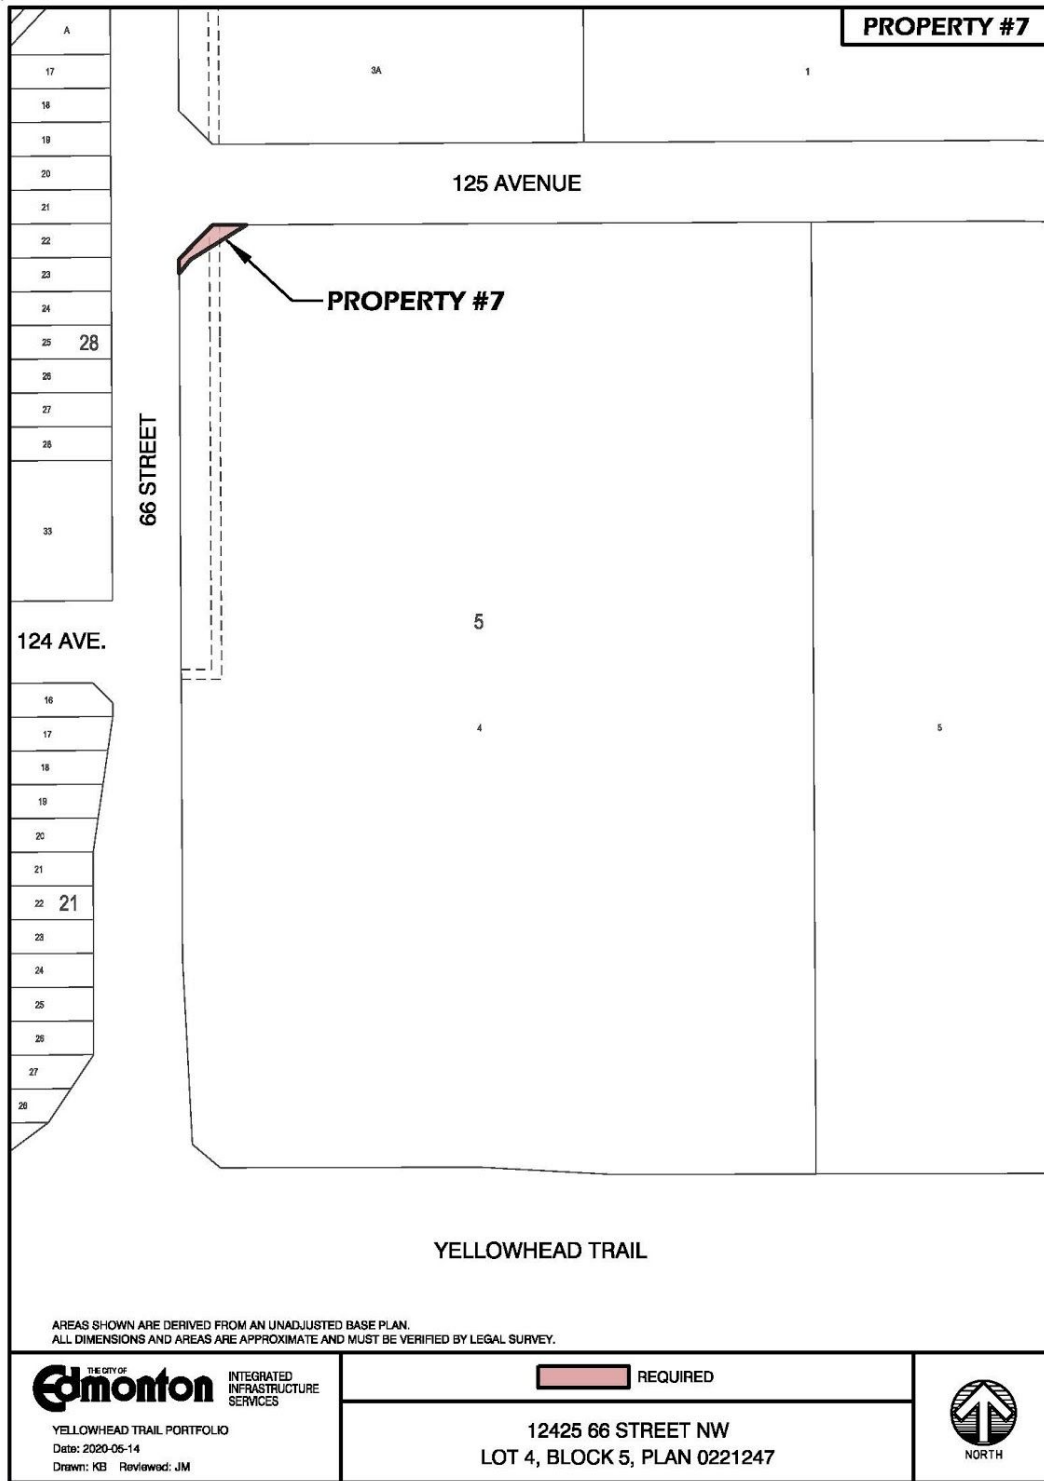 PROPERTY #7
A
17
18
19
20
21
22
23
24
25
28
26
27
28
33
3A
1
125 AVENUE
PROPERTY #7
66 STREET
124 AVE.
5
4
5
16
17
18
19
20
21
22
21
23
24
25
26
27
28
YELLOWHEAD TRAIL
AREAS SHOWN ARE DERIVED FROM AN UNADJUSTED BASE PLAN.
ALL DIMENSIONS AND AREAS ARE APPROXIMATE AND MUST BE VERIFIED BY LEGAL SURVEY.
THE CITY OF
Edmonton
INTEGRATED
INFRASTRUCTURE
SERVICES
YELLOWHEAD TRAIL PORTFOLIO
Date: 2020-05-14
Drawn: KB Reviewed: JM
REQUIRED
12425 66 STREET NW
LOT 4, BLOCK 5, PLAN 0221247
NORTH